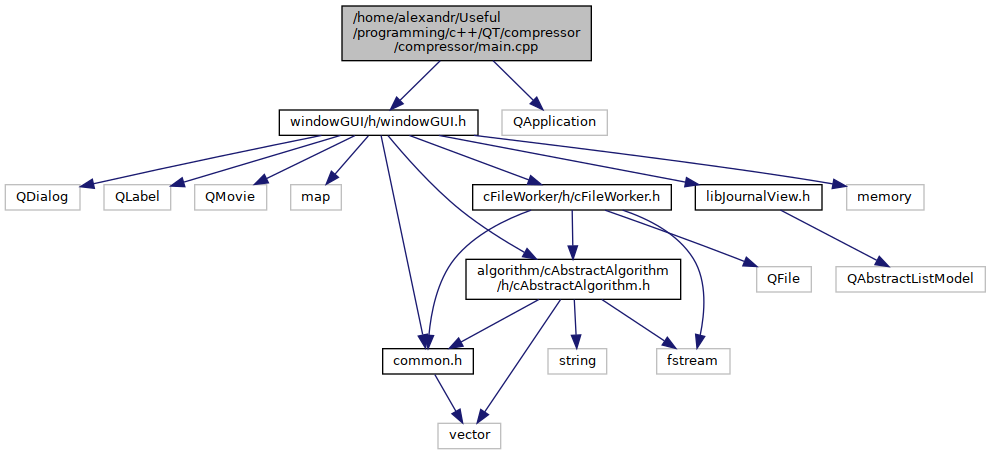 /home/alexandr/Useful
/programming/c++/QT/compressor
/compressor/main.cpp
windowGUI/h/windowGUI.h
QApplication
QDialog
QLabel
QMovie
map
cFileWorker/h/cFileWorker.h
libJournalView.h
memory
algorithm/cAbstractAlgorithm
/h/cAbstractAlgorithm.h
QFile
QAbstractListModel
common.h
string
fstream
vector